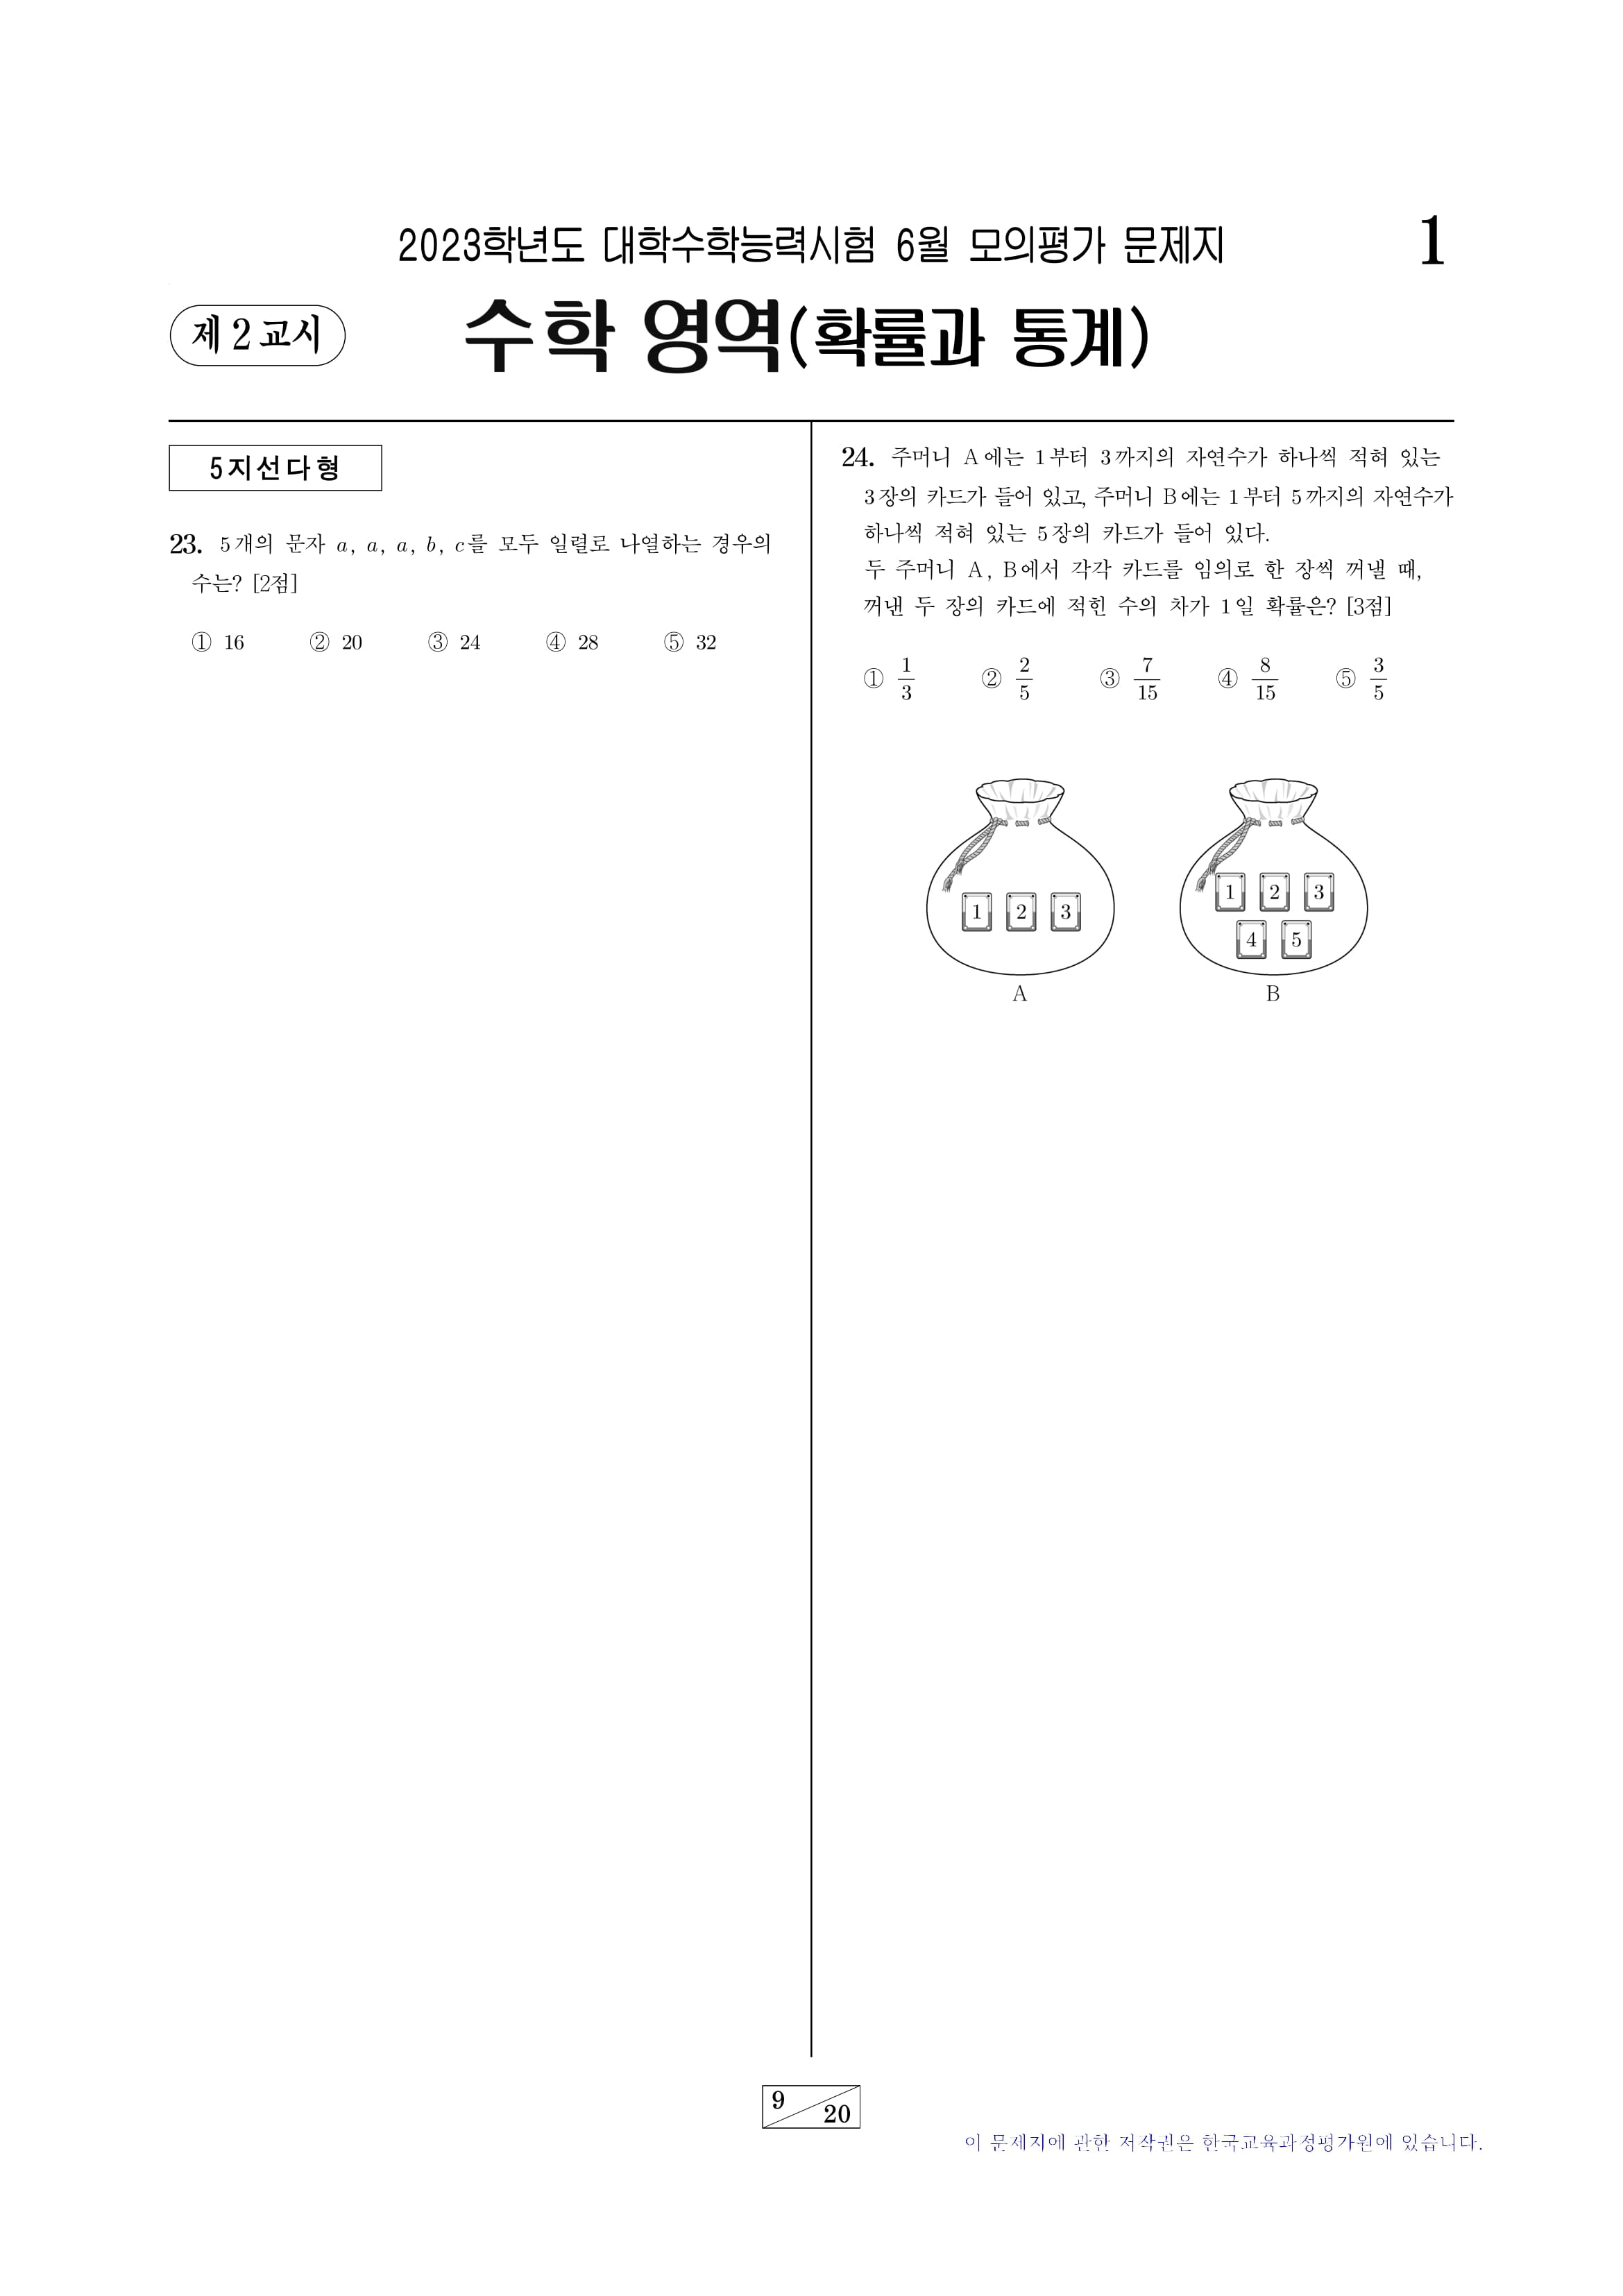 2023학년도 대학수학능력시험 6월 모의평가 문제지
1
제 2 교시
수학 영역(확률과 통계)
5지선다형
23. 5개의 문자 a, a, a, b, c를 모두 일렬로 나열하는 경우의
수는? [2점]
① 16 ② 20 ③ 24 ④ 28 ⑤ 32
24. 주머니 A에는 1부터 3까지의 자연수가 하나씩 적혀 있는
3장의 카드가 들어 있고, 주머니 B에는 1부터 5까지의 자연수가
하나씩 적혀 있는 5장의 카드가 들어 있다.
두 주머니 A, B에서 각각 카드를 임의로 한 장씩 꺼낼 때,
꺼낸 두 장의 카드에 적힌 수의 차가 1일 확률은? [3점]
① 1/3 ② 2/5 ③ 7/15 ④ 8/15 ⑤ 3/5
1 2 3
A
1 2 3
4 5
B
9/20
이 문제지에 관한 저작권은 한국교육과정평가원에 있습니다.